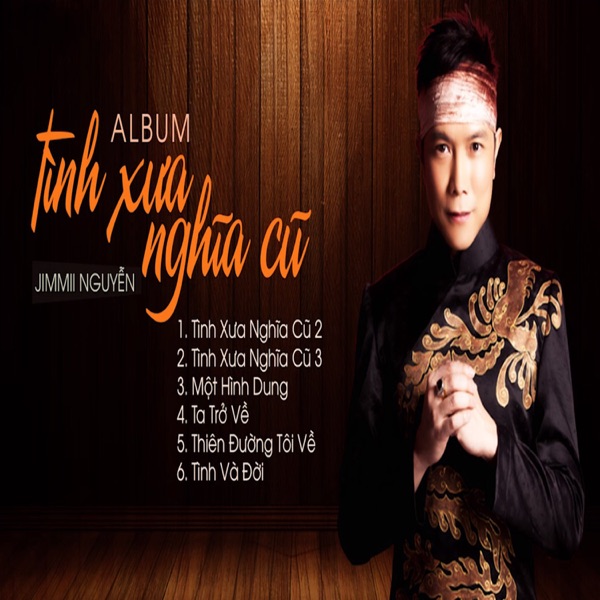 ALBUM
tình xưa
nghĩa cũ
JIMMII NGUYỄN
1. Tình Xưa Nghĩa Cũ 2
2. Tình Xưa Nghĩa Cũ 3
3. Một Hình Dung
4. Ta Trở Về
5. Thiên Đường Tôi Về
6. Tình Và Đời